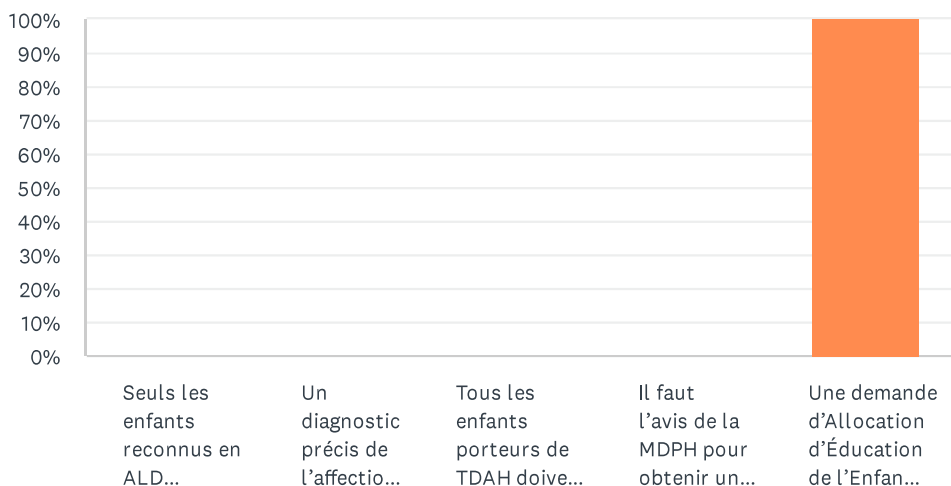 100%
90%
80%
70%
60%
50%
40%
30%
20%
10%
0%
Seuls les
enfants
reconnus en
ALD...
Un
diagnostic
précis de
l'affectio...
Tous les
enfants
porteurs de
TDAH doive...
Il faut
l'avis de la
MDPH pour
obtenir un...
Une demande
d'Allocation
d'Éducation
de l'Enfan...